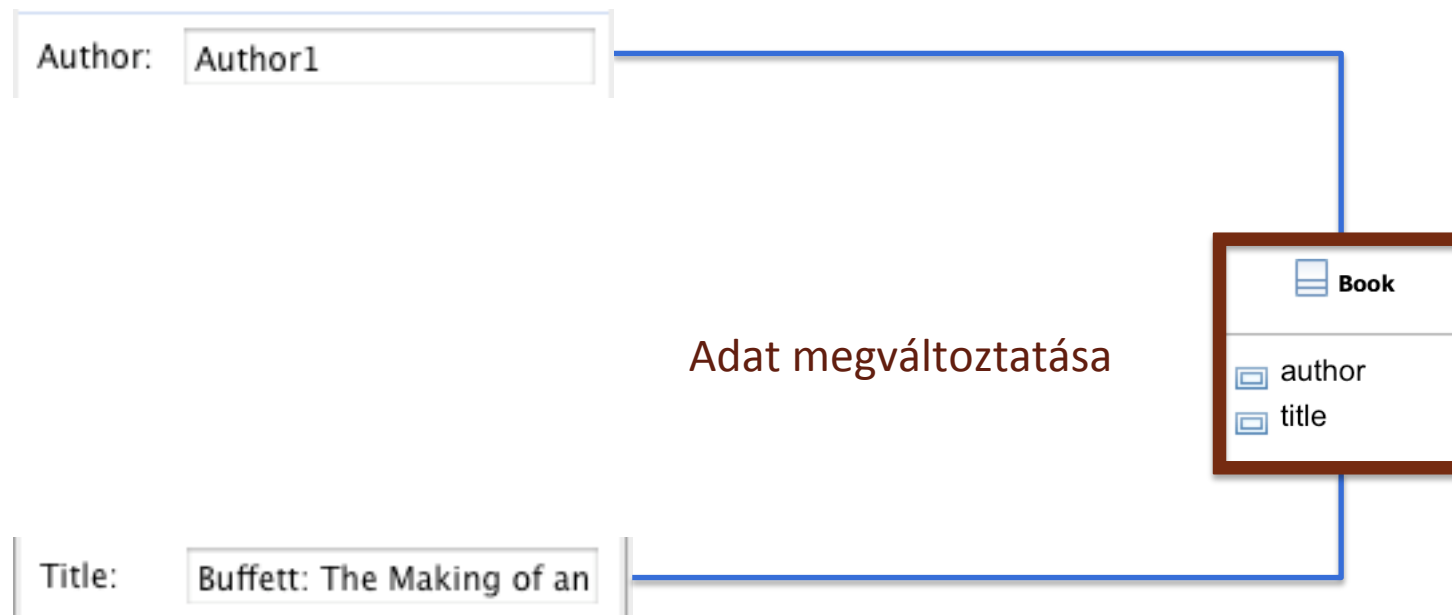 Author: Author1
Book
Adat megváltoztatása
author
title
Title: Buffett: The Making of an